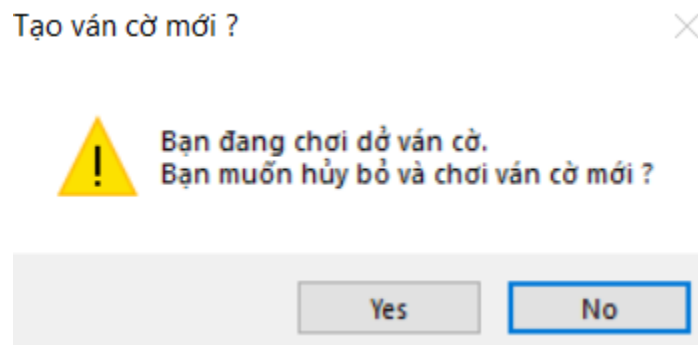 Tạo ván cờ mới ?
Bạn đang chơi dở ván cờ.
Bạn muốn hủy bỏ và chơi ván cờ mới ?
Yes
No